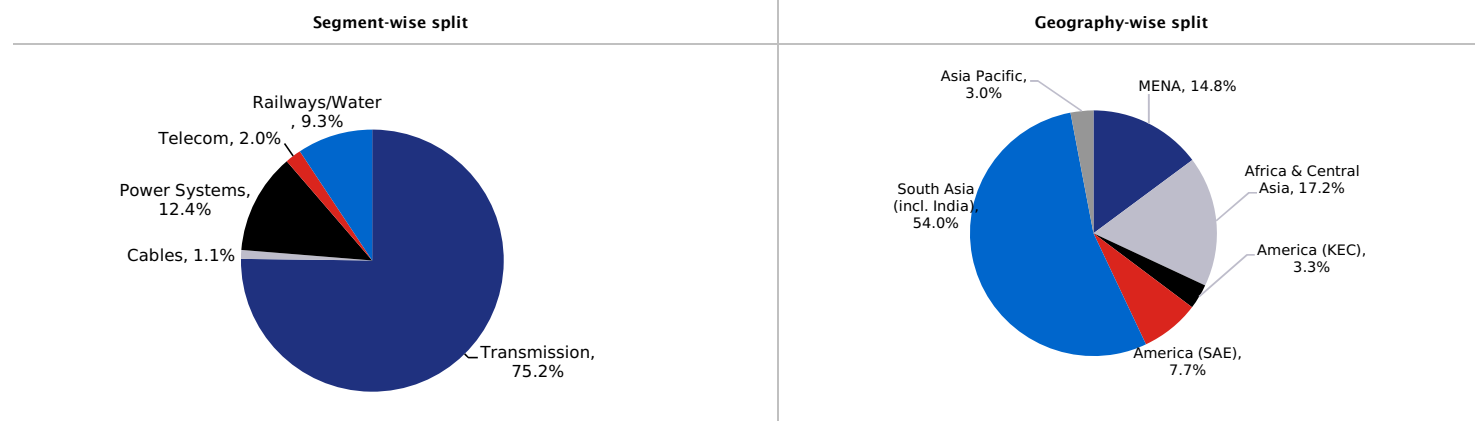 Segment-wise split
Railways/Water
, 9.3%
Telecom, 2.0%
Power Systems,
12.4%
Cables, 1.1%
Transmission,
75.2%
Geography-wise split
Asia Pacific,
3.0%
MENA, 14.8%
Africa & Central
Asia, 17.2%
South Asia
(incl. India),
54.0%
America (KEC),
3.3%
America (SAE),
7.7%